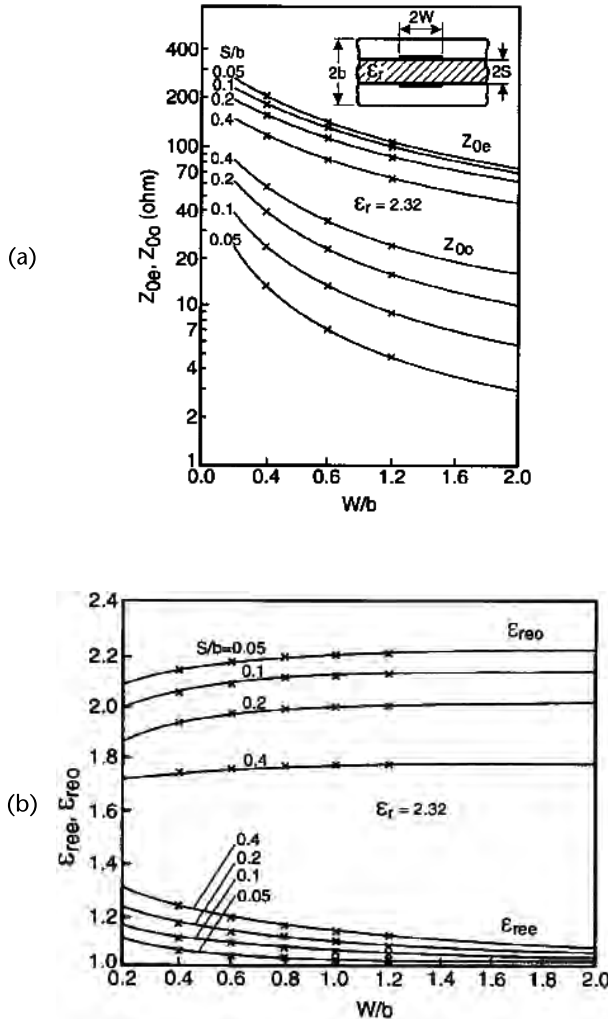 (a)
Z0e, Z0o (ohm)
400
200
100
70
40
20
10
7
4
2
1
S/b
0.05
0.1
0.2
0.4
0.4
0.2
0.1
0.05
2W
2b
εr
2S
Z0e
εr = 2.32
Z0o
0.0 0.4 0.6 1.2 1.6 2.0
W/b
(b)
εree, εreo
2.4
2.2
2.0
1.8
1.6
1.4
1.2
1.0
S/b=0.05
0.1
0.2
0.4
εreo
εr = 2.32
0.4
0.2
0.1
0.05
εree
0.2 0.4 0.6 0.8 1.0 1.2 1.4 1.6 1.8 2.0
W/b